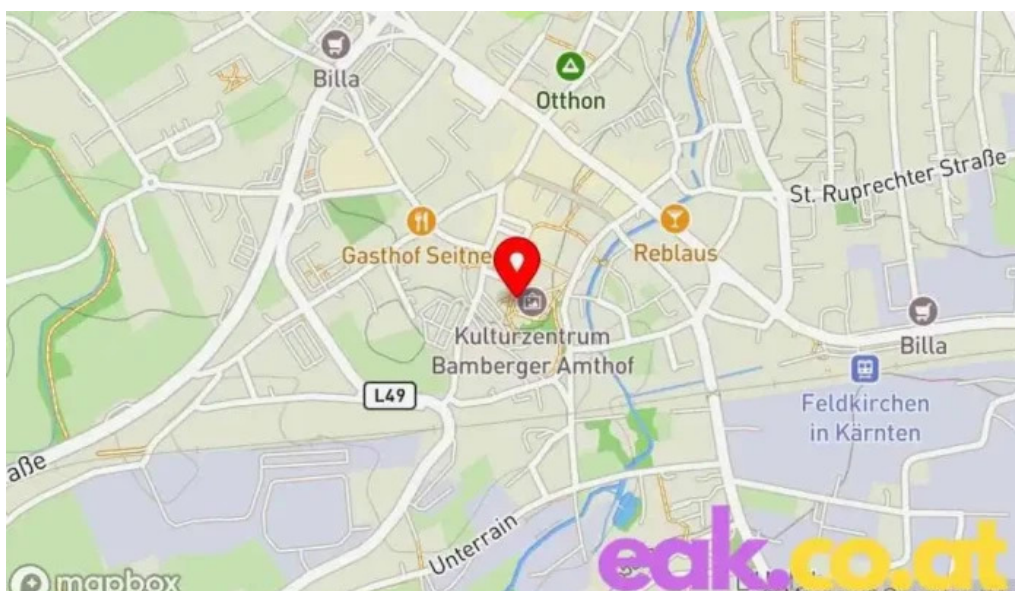 Billa
Otthon
St. Ruprechter Straße
Gasthof Seitne
Reblaus
Kulturzentrum
Bamberger Amthof
Billa
L49
Feldkirchen
in Kärnten
aße
Unterrain
eak.co.at
mapbox